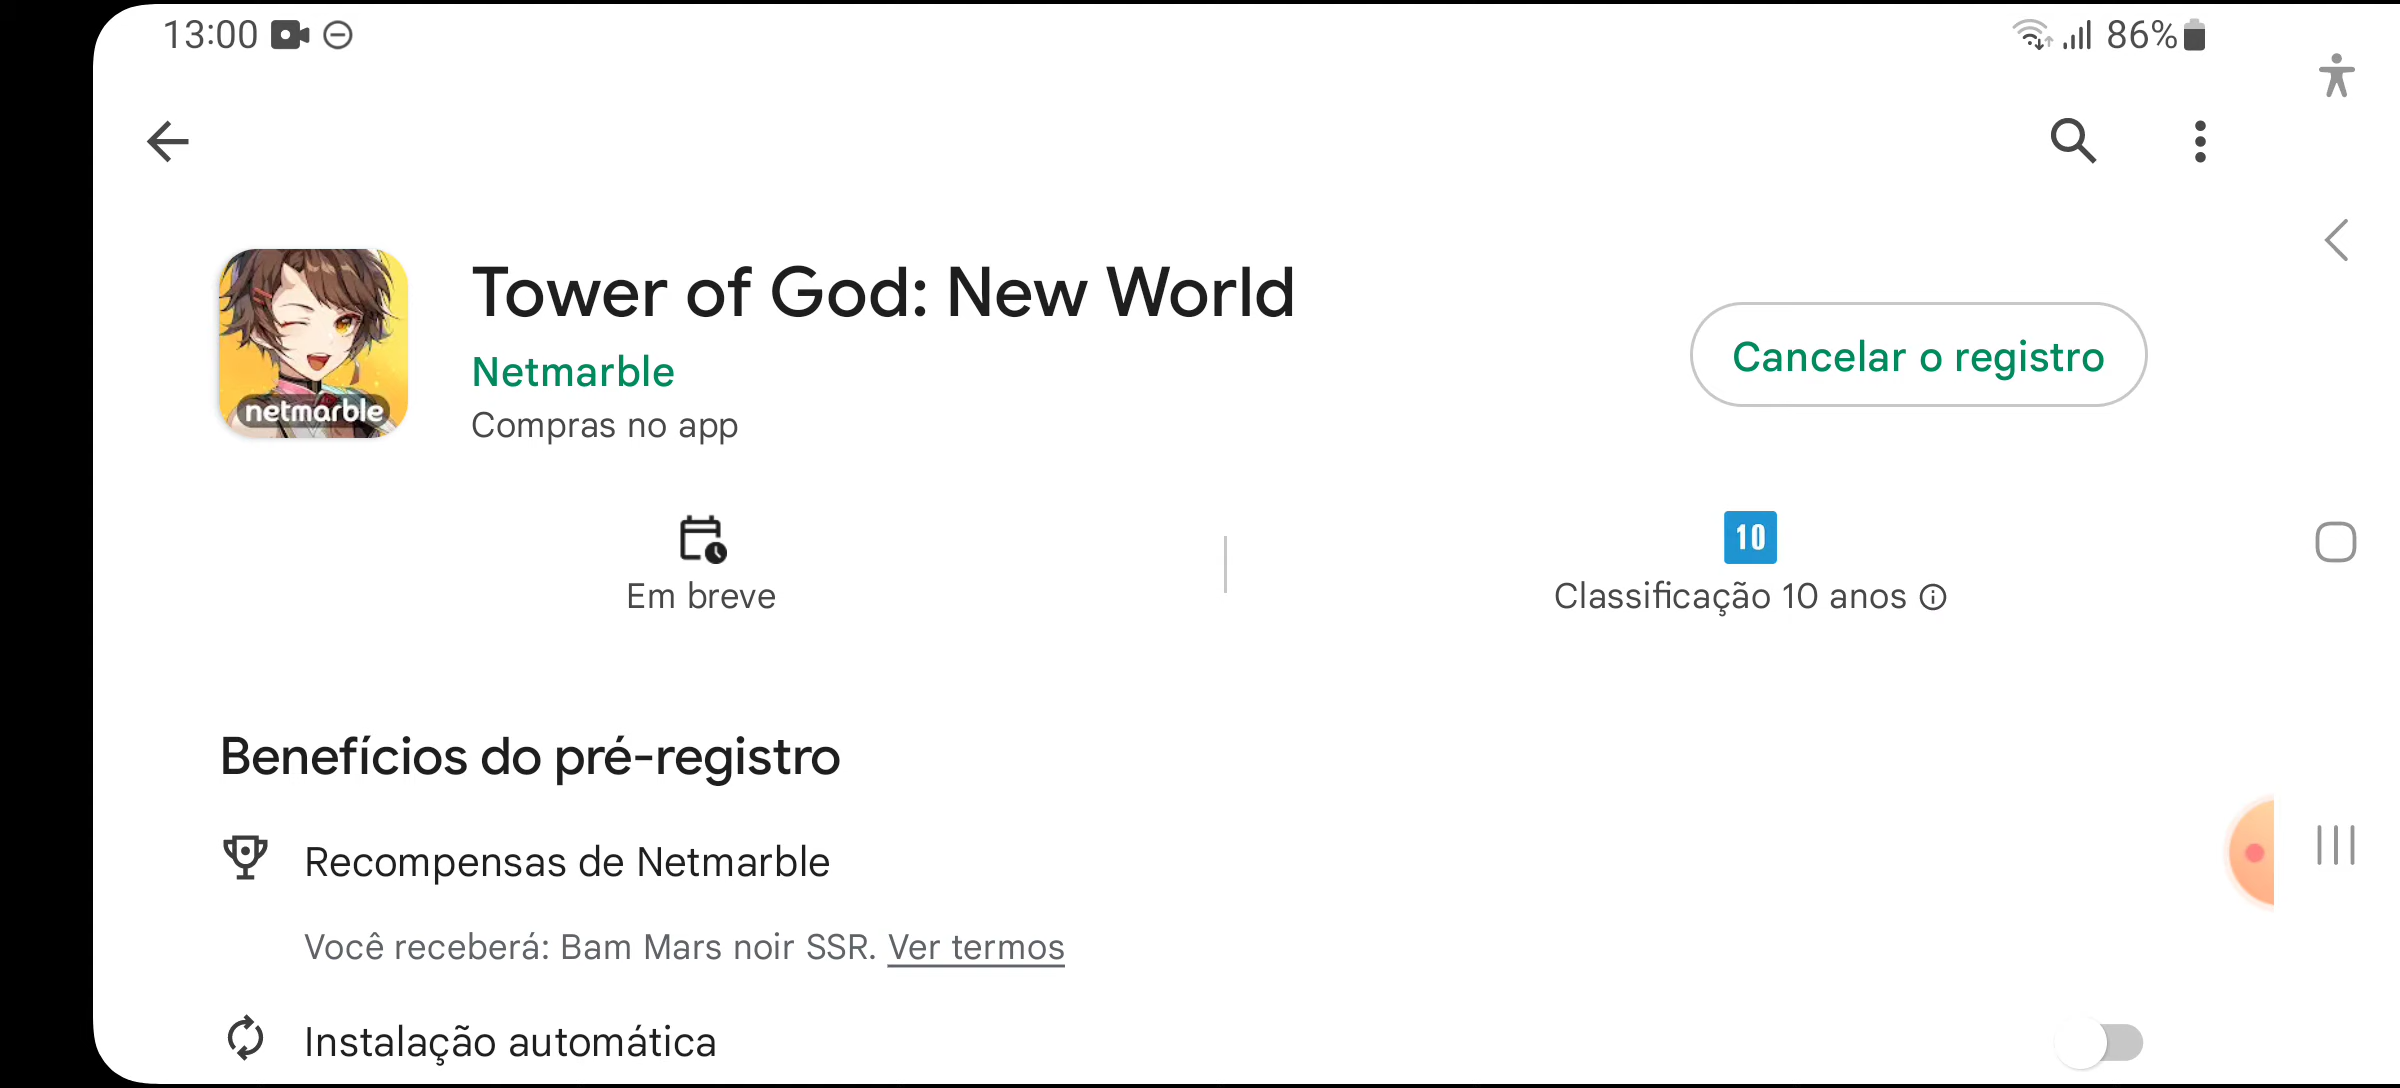 13:00
86%
Tower of God: New World
Netmarble
Compras no app
netmarble
Cancelar o registro
Em breve
10
Classificação 10 anos
Benefícios do pré-registro
Recompensas de Netmarble
Você receberá: Bam Mars noir SSR. Ver termos
Instalação automática